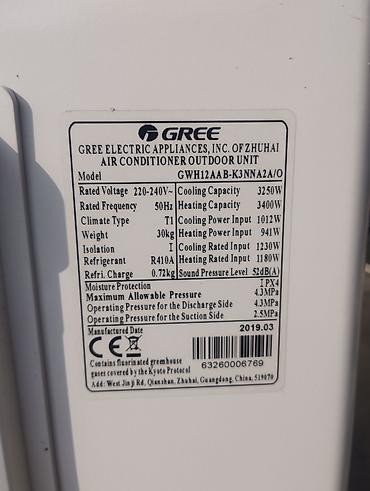 GREE
GREE ELECTRIC APPLIANCES, INC. OF ZHUHAI
AIR CONDITIONER OUTDOOR UNIT
Model GWH12AAB-K3NNA2A/O
Rated Voltage 220-240V~ Cooling Capacity 3250W
Rated Frequency 50Hz Heating Capacity 3400W
Climate Type T1 Cooling Power Input 1012W
Weight 30kg Heating Power Input 941W
Isolation I Cooling Rated Input 1230W
Refrigerant R410A Heating Rated Input 1180W
Refri. Charge 0.72kg Sound Pressure Level 52dB(A)
Moisture Protection IPX4
Maximum Allowable Pressure 4.3MPa
Operating Pressure for the Discharge Side 4.3MPa
Operating Pressure for the Suction Side 2.5MPa
Manufactured Date 2019.03
CE
Contains fluorinated greenhouse
gases covered by the Kyoto Protocol
63260006769
Add: West Jinji Rd, Qianshan, Zhuhai, Guangdong, China, 519070